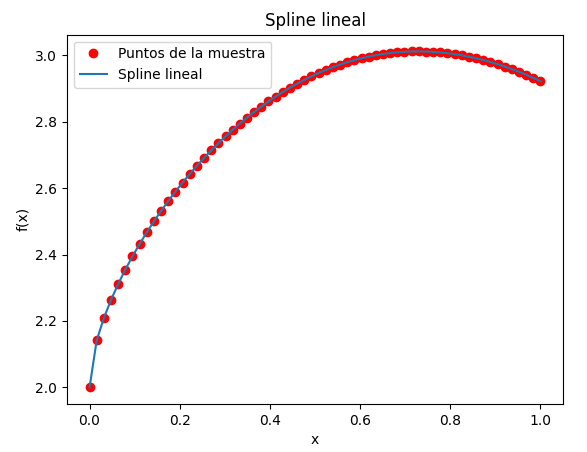 Spline lineal
Puntos de la muestra
Spline lineal
f(x)
3.0
2.8
2.6
2.4
2.2
2.0
0.0 0.2 0.4 0.6 0.8 1.0
x